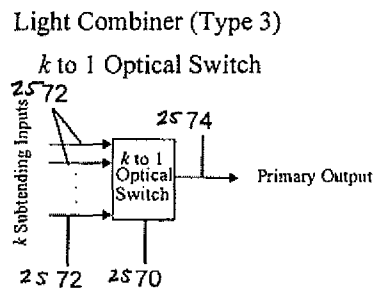 Light Combiner (Type 3)
k to 1 Optical Switch
2572
2574
k Subtending Inputs
k to 1
Optical
Switch
Primary Output
2572
2570